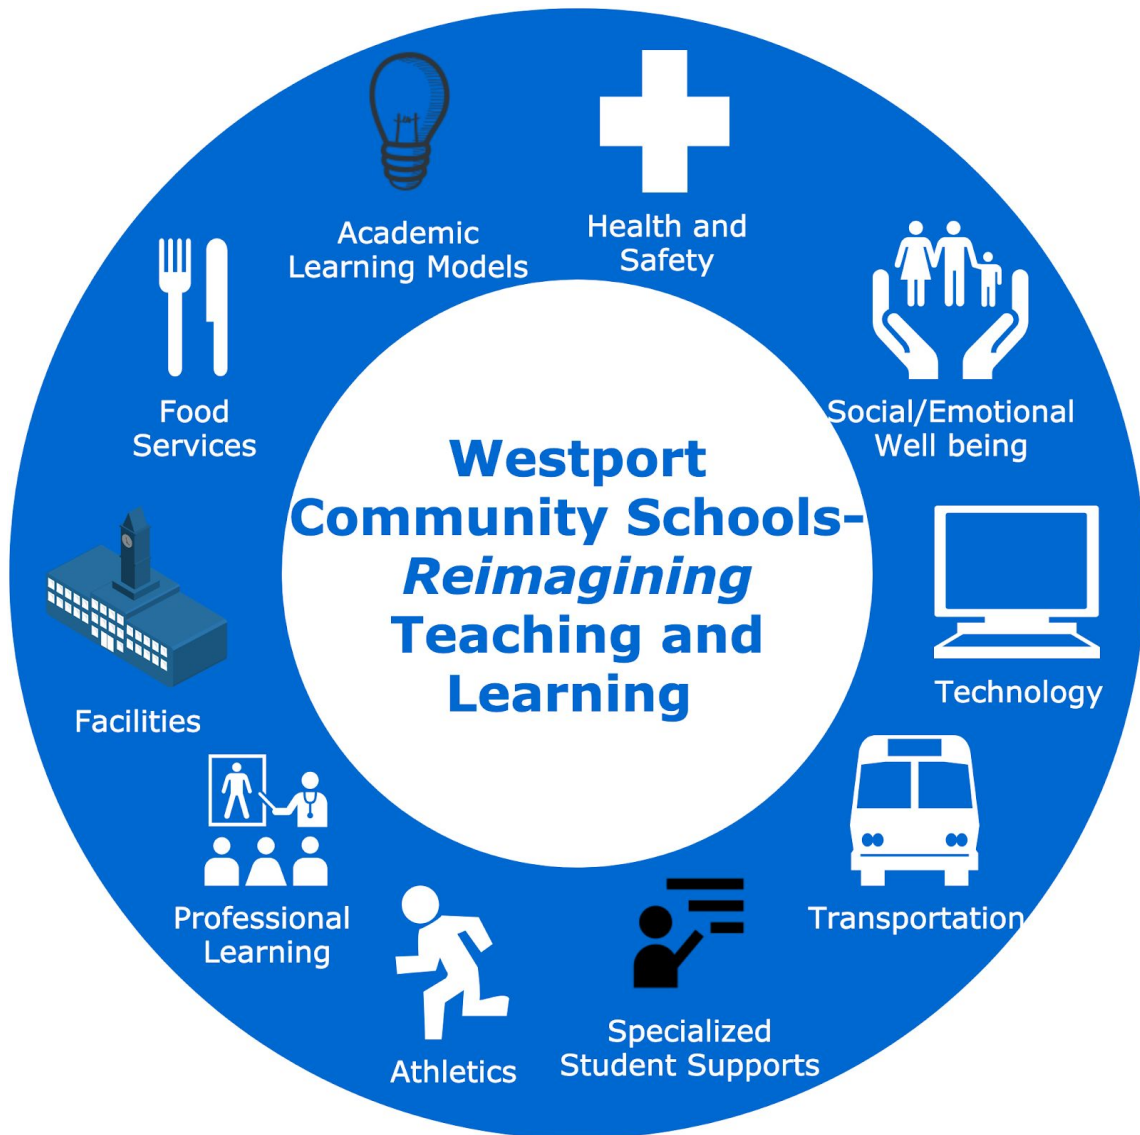 Academic
Learning Models
Health and
Safety
Food
Services
Social/Emotional
Well being
Westport
Community Schools-
Reimagining
Teaching and
Learning
Technology
Facilities
Professional
Learning
Transportation
Athletics
Specialized
Student Supports